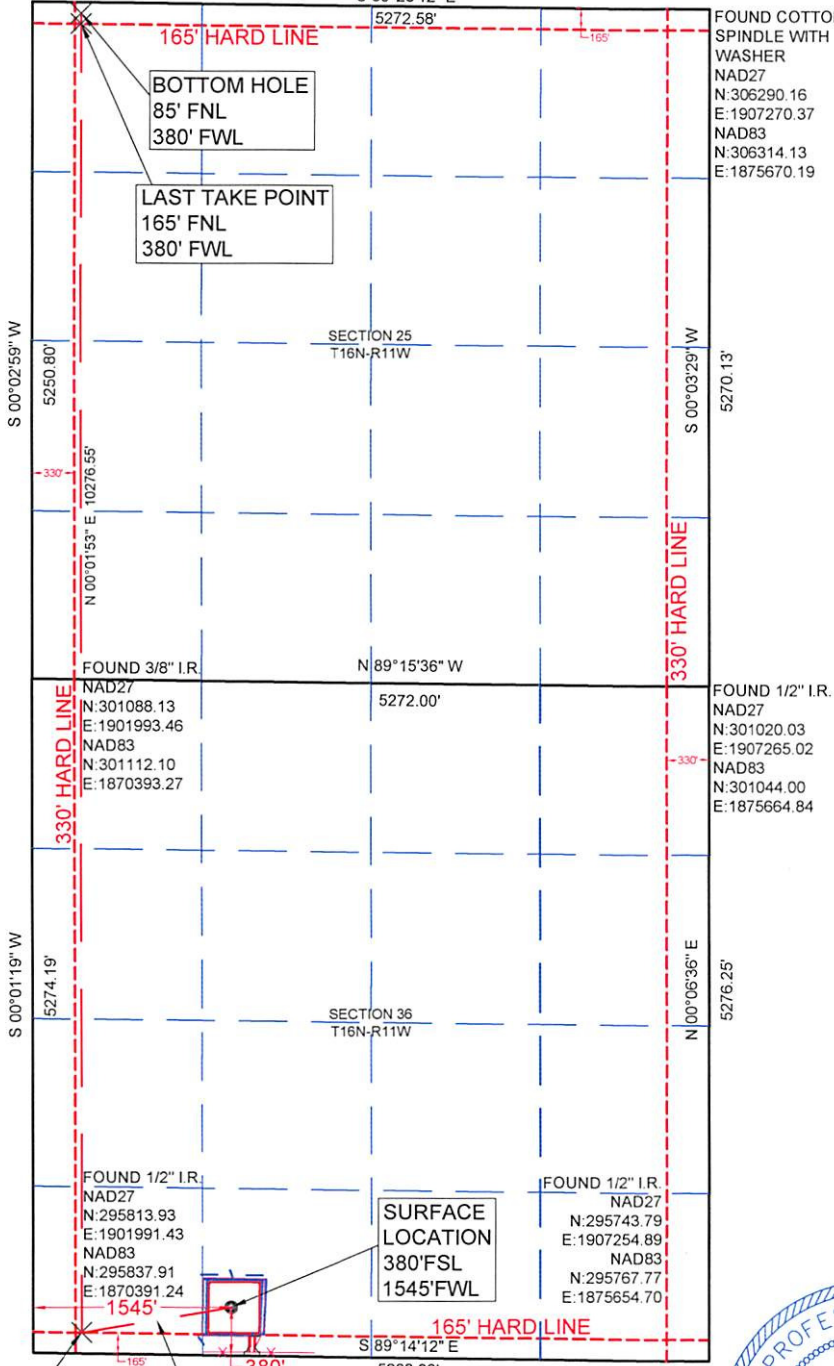 5272.58'
165' HARD LINE
165'
FOUND COTTO
SPINDLE WITH
WASHER
NAD27
N:306290.16
E:1907270.37
NAD83
N:306314.13
E:1875670.19
BOTTOM HOLE
85' FNL
380' FWL
LAST TAKE POINT
165' FNL
380' FWL
SECTION 25
T16N-R11W
S 00°02'59" W
5250.80'
S 00°03'29" W
5270.13'
330'
N 00°01'53" E 10276.55'
330' HARD LINE
FOUND 3/8" I.R.
NAD27
N:301088.13
E:1901993.46
NAD83
N:301112.10
E:1870393.27
N 89°15'36" W
5272.00'
FOUND 1/2" I.R.
NAD27
N:301020.03
E:1907265.02
NAD83
N:301044.00
E:1875664.84
330' HARD LINE
330'
S 00°01'19" W
5274.19'
SECTION 36
T16N-R11W
N 00°06'36" E
5276.25'
FOUND 1/2" I.R.
NAD27
N:295813.93
E:1901991.43
NAD83
N:295837.91
E:1870391.24
SURFACE
LOCATION
380'FSL
1545'FWL
FOUND 1/2" I.R.
NAD27
N:295743.79
E:1907254.89
NAD83
N:295767.77
E:1875654.70
1545'
165' HARD LINE
S 89°14'12" E
165'
380'
PROFE